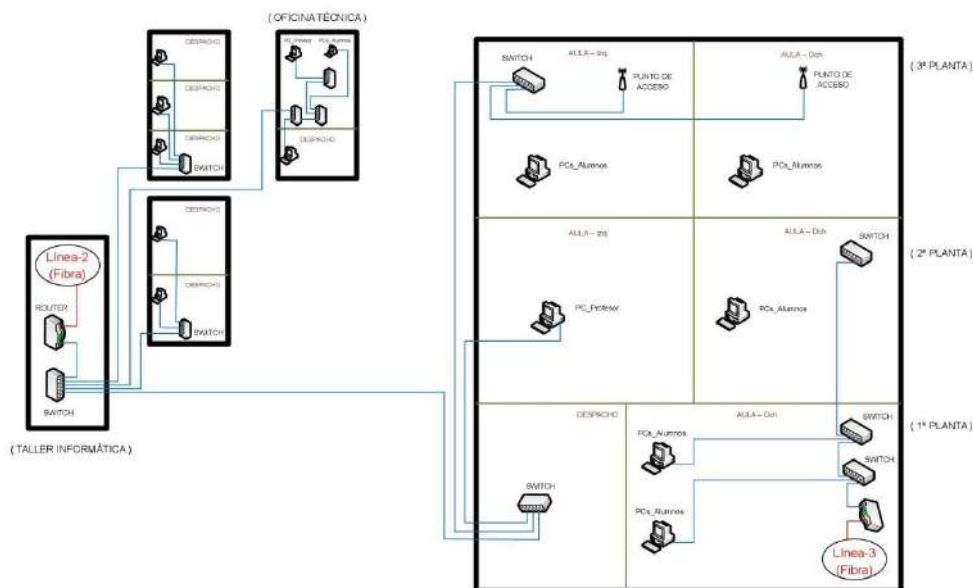 ( OFICINA TÉCNICA )
DESPACHO
PC_Profesor
PCs_Alumnos
DESPACHO
DESPACHO
SWITCH
DESPACHO
DESPACHO
DESPACHO
SWITCH
Línea-2
(Fibra)
ROUTER
SWITCH
( TALLER INFORMÁTICA )
AULA – Izq
SWITCH
PUNTO DE
ACCESO
AULA – Dch
PUNTO DE
ACCESO
( 3ª PLANTA)
PCs_Alumnos
PCs_Alumnos
AULA – Izq
AULA – Dch
SWITCH
( 2ª PLANTA)
PC_Profesor
PCs_Alumnos
DESPACHO
AULA – Dch
SWITCH
( 1ª PLANTA)
PCs_Alumnos
SWITCH
SWITCH
PCs_Alumnos
Línea-3
(Fibra)